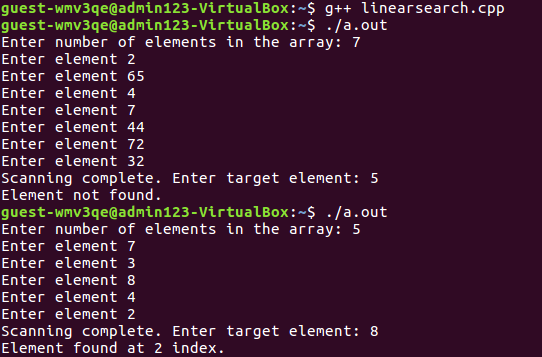 guest-wmv3qe@admin123-VirtualBox:~$ g++ linearsearch.cpp
guest-wmv3qe@admin123-VirtualBox:~$ ./a.out
Enter number of elements in the array: 7
Enter element 2
Enter element 65
Enter element 4
Enter element 7
Enter element 44
Enter element 72
Enter element 32
Scanning complete. Enter target element: 5
Element not found.
guest-wmv3qe@admin123-VirtualBox:~$ ./a.out
Enter number of elements in the array: 5
Enter element 7
Enter element 3
Enter element 8
Enter element 4
Enter element 2
Scanning complete. Enter target element: 8
Element found at 2 index.